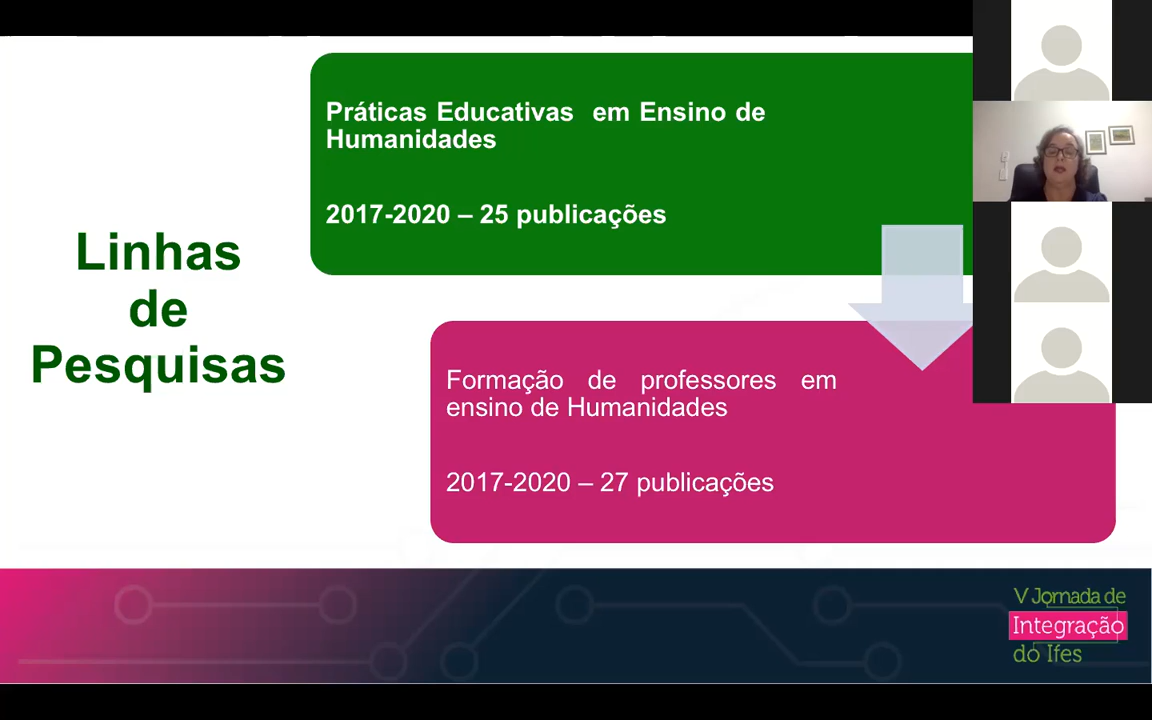 Práticas Educativas em Ensino de
Humanidades
2017-2020 – 25 publicações
Linhas
de
Pesquisas
Formação de professores em
ensino de Humanidades
2017-2020 – 27 publicações
V Jornada de
Integração
do Ifes